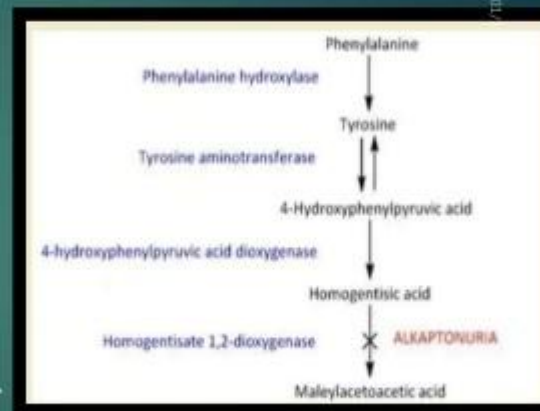 Phenylalanine
Phenylalanine hydroxylase
Tyrosine
Tyrosine aminotransferase
4-Hydroxyphenylpyruvic acid
4-hydroxyphenylpyruvic acid dioxygenase
Homogentisic acid
Homogentisate 1,2-dioxygenase
ALKAPTONURIA
Maleylacetoacetic acid